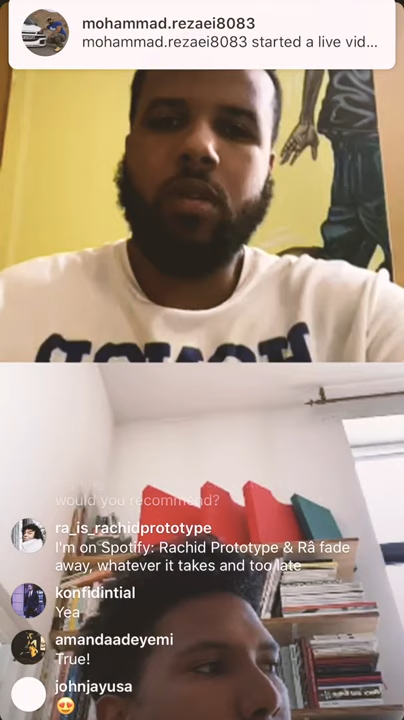 mohammad.rezaei8083
mohammad.rezaei8083 started a live vid...
would you recommend?
ra_is_rachidprototype
I'm on Spotify: Rachid Prototype & Râ fade
away, whatever it takes and too late
konfidintial
Yea
amandaadeyemi
True!
johnjayusa
😍